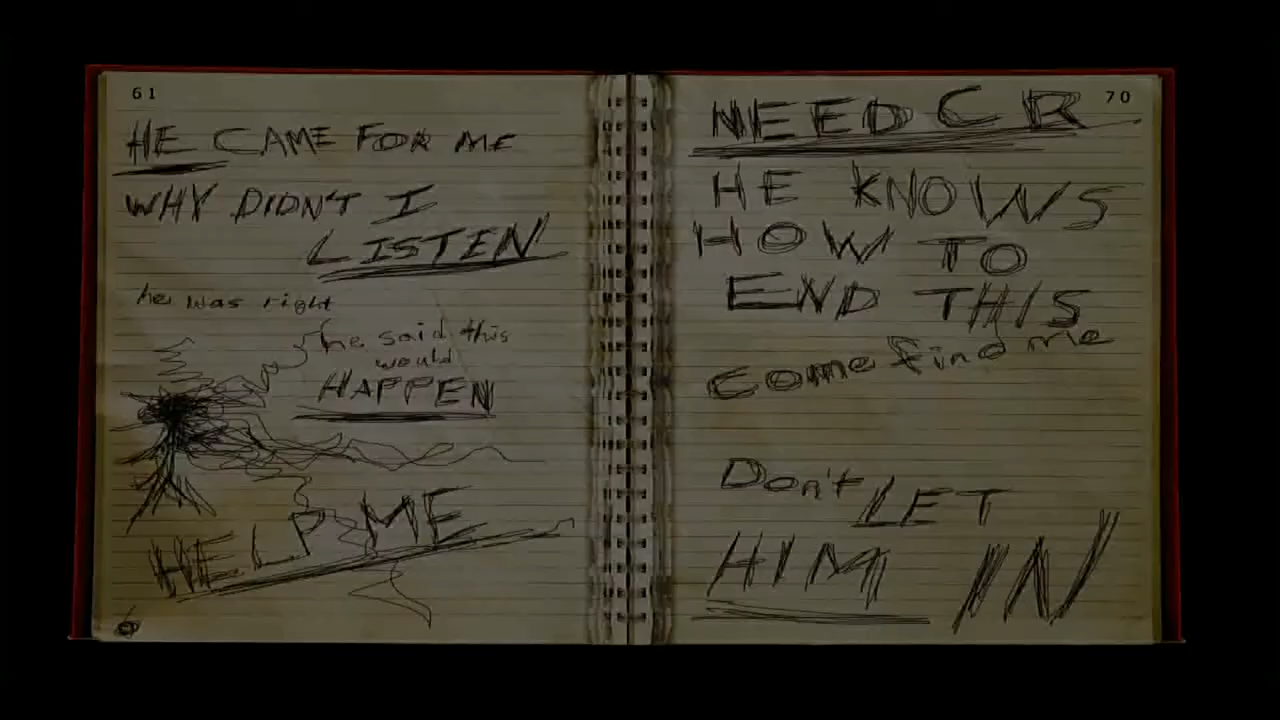 61
HE CAME FOR ME
WHY DIDN'T I
LISTEN
he was right
he said this
would
HAPPEN
HELP ME
70
NEED CR
HE KNOWS
HOW TO
END THIS
come find me
Don't LET
HIM IN